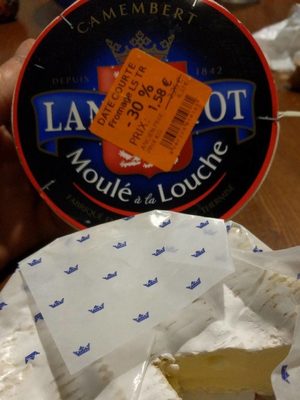 CAMEMBERT
DEPUIS 1842
DATE COURTE
Fromage LS TR
- 30 %
PRIX: 1,58 €
LAN OT
Moulé à la Louche